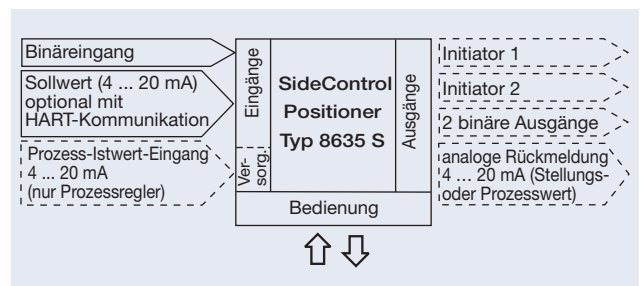 Binäreingang
Sollwert (4 ... 20 mA)
optional mit
HART-Kommunikation
Prozess-Istwert-Eingang
4 ... 20 mA
(nur Prozessregler)
Eingänge
Ver-
sorg.
SideControl
Positioner
Typ 8635 S
Ausgänge
Bedienung
Initiator 1
Initiator 2
2 binäre Ausgänge
analoge Rückmeldung
4 ... 20 mA (Stellungs-
oder Prozesswert)